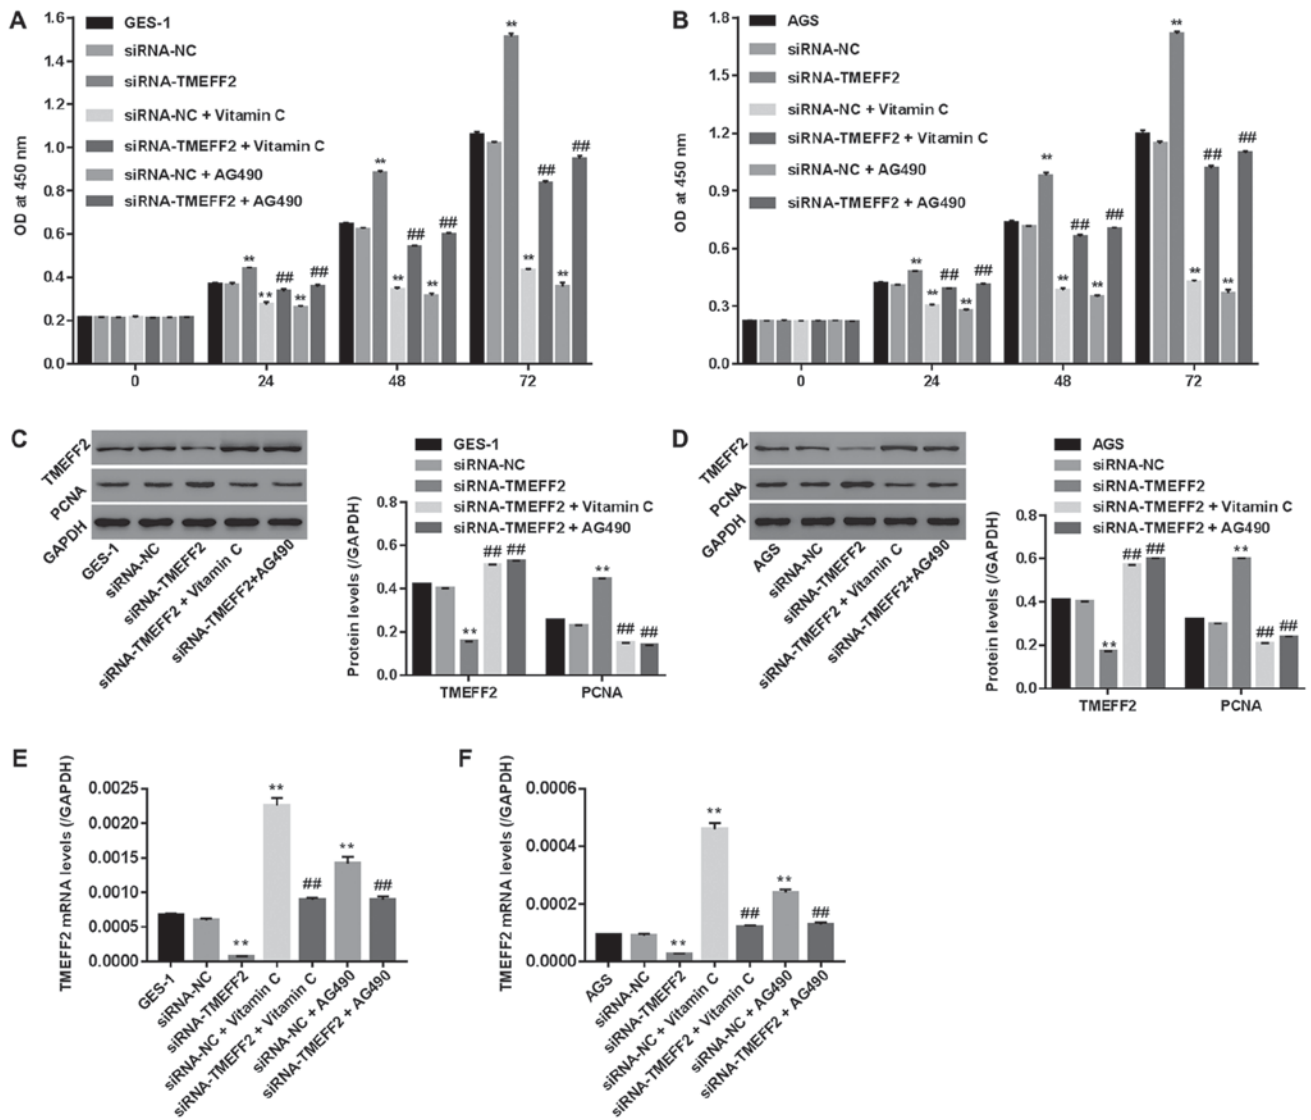 A
OD at 450 nm
1.6
1.4
1.2
1.0
0.8
0.6
0.4
0.2
0.0
GES-1
siRNA-NC
siRNA-TMEFF2
siRNA-NC + Vitamin C
siRNA-TMEFF2 + Vitamin C
siRNA-NC + AG490
siRNA-TMEFF2 + AG490
** ** ## ** ##
** ** ## ** ##
** ** ## ** ##
0 24 48 72
B
OD at 450 nm
1.8
1.5
1.2
0.9
0.6
0.3
0.0
AGS
siRNA-NC
siRNA-TMEFF2
siRNA-NC + Vitamin C
siRNA-TMEFF2 + Vitamin C
siRNA-NC + AG490
siRNA-TMEFF2 + AG490
** ** ## ** ##
** ** ## ** ##
** ** ## ** ##
0 24 48 72
C
TMEFF2
PCNA
GAPDH
GES-1
siRNA-NC
siRNA-TMEFF2
siRNA-TMEFF2 + Vitamin C
siRNA-TMEFF2+AG490
GES-1
siRNA-NC
siRNA-TMEFF2
siRNA-TMEFF2 + Vitamin C
siRNA-TMEFF2 + AG490
Protein levels (/GAPDH)
0.8
0.6
0.4
0.2
0.0
** ## ##
** ## ##
TMEFF2 PCNA
D
TMEFF2
PCNA
GAPDH
AGS
siRNA-NC
siRNA-TMEFF2
siRNA-TMEFF2 + Vitamin C
siRNA-TMEFF2+AG490
AGS
siRNA-NC
siRNA-TMEFF2
siRNA-TMEFF2 + Vitamin C
siRNA-TMEFF2 + AG490
Protein levels (/GAPDH)
0.8
0.6
0.4
0.2
0.0
** ## ##
** ## ##
TMEFF2 PCNA
E
TMEFF2 mRNA levels (/GAPDH)
0.0025
0.0020
0.0015
0.0010
0.0005
0.0000
** ** ## ** ##
GES-1
siRNA-NC
siRNA-TMEFF2
siRNA-NC + Vitamin C
siRNA-TMEFF2 + Vitamin C
siRNA-NC + AG490
siRNA-TMEFF2 + AG490
F
TMEFF2 mRNA levels (/GAPDH)
0.0006
0.0004
0.0002
0.0000
** ** ## ** ##
AGS
siRNA-NC
siRNA-TMEFF2
siRNA-NC + Vitamin C
siRNA-TMEFF2 + Vitamin C
siRNA-NC + AG490
siRNA-TMEFF2 + AG490